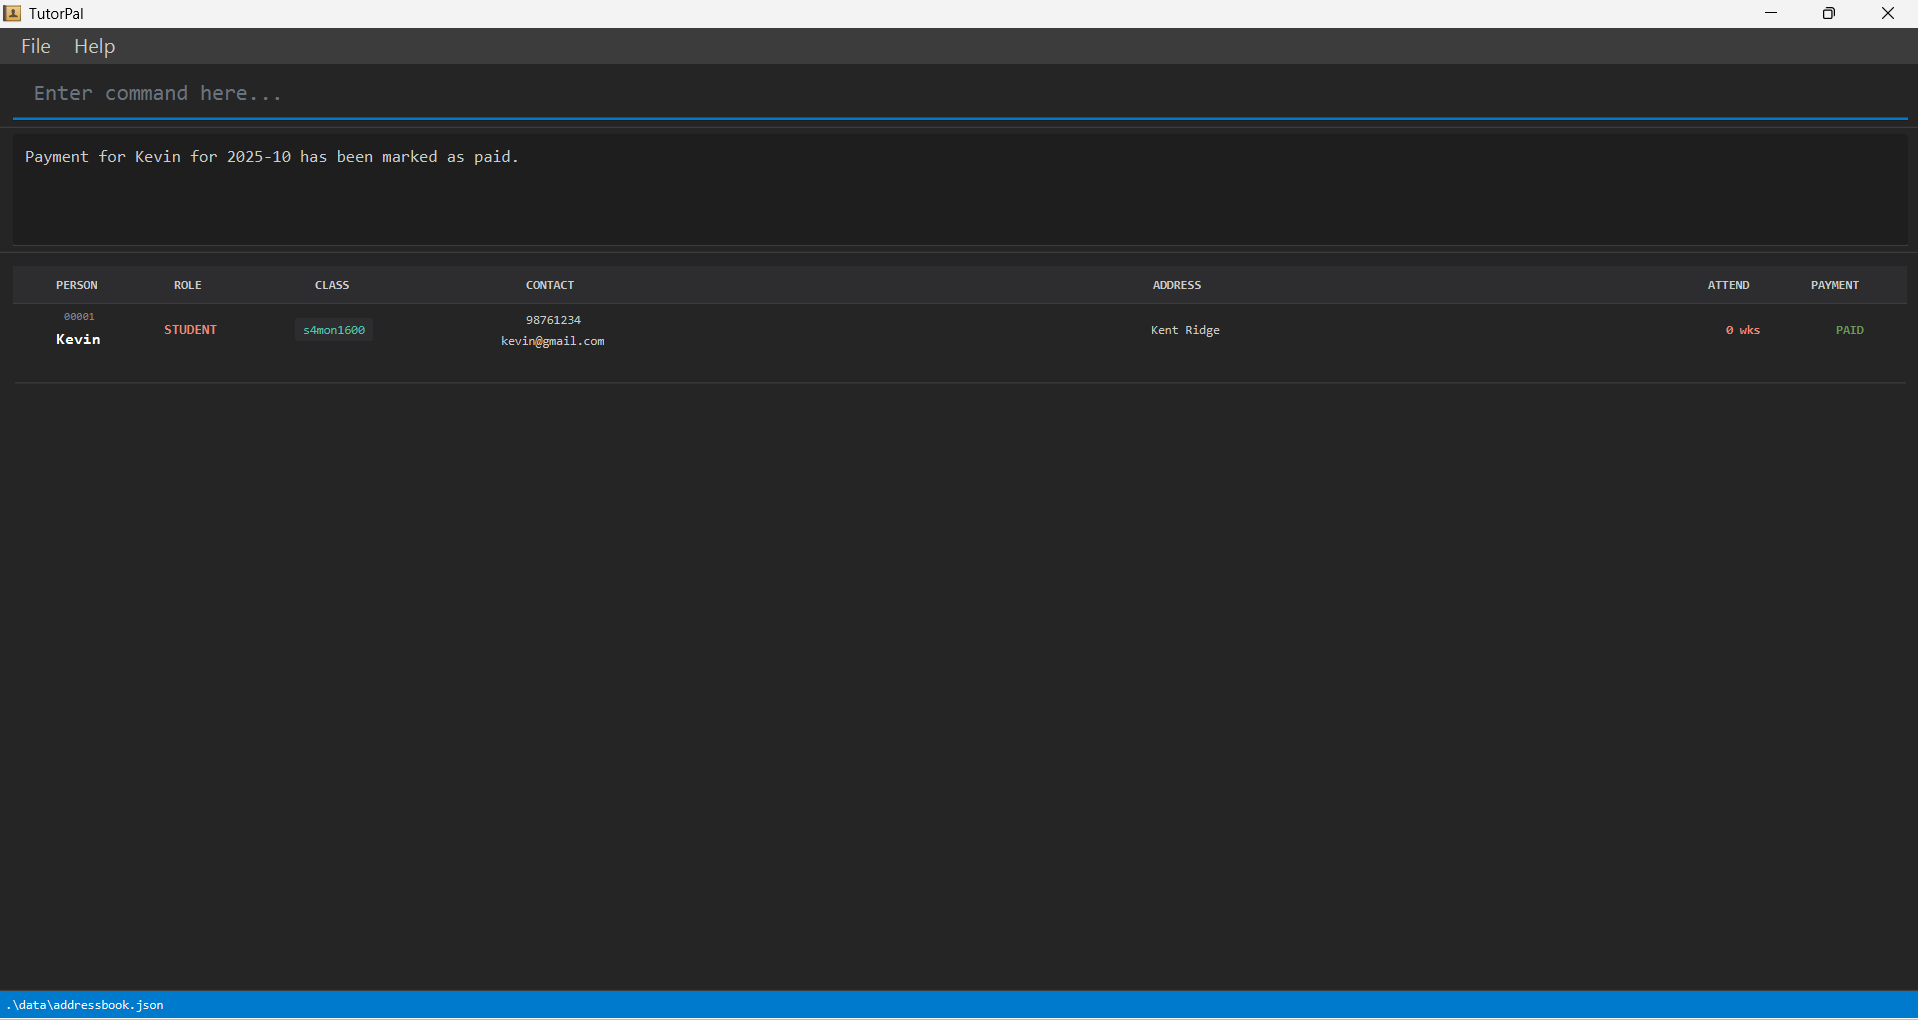 TutorPal
File Help
Enter command here...
Payment for Kevin for 2025-10 has been marked as paid.
PERSON ROLE CLASS CONTACT ADDRESS ATTEND PAYMENT
00001
Kevin
STUDENT
s4mon1600
98761234
kevin@gmail.com
Kent Ridge
0 wks
PAID
.\data\addressbook.json